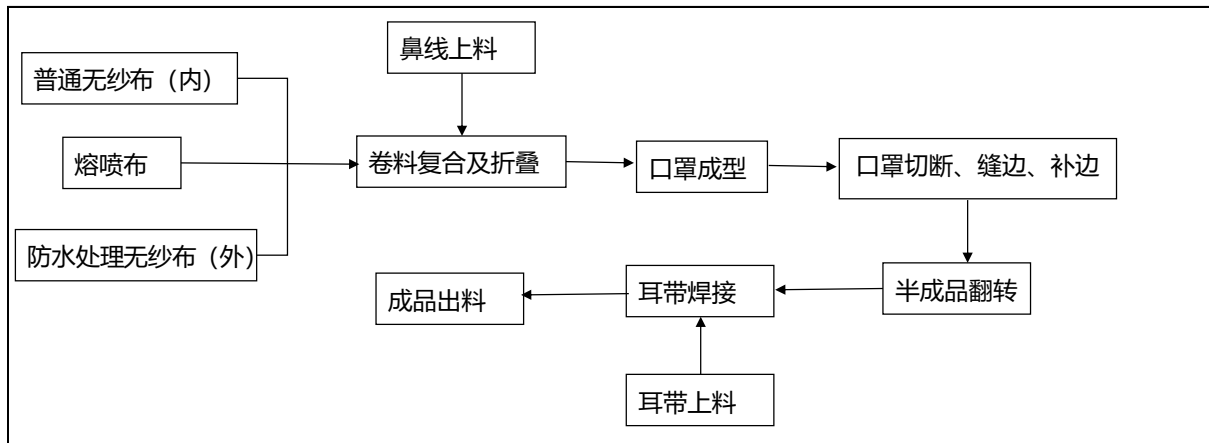 鼻线上料
普通无纱布（内）
熔喷布
卷料复合及折叠
口罩成型
口罩切断、缝边、补边
防水处理无纱布（外）
成品出料
耳带焊接
半成品翻转
耳带上料